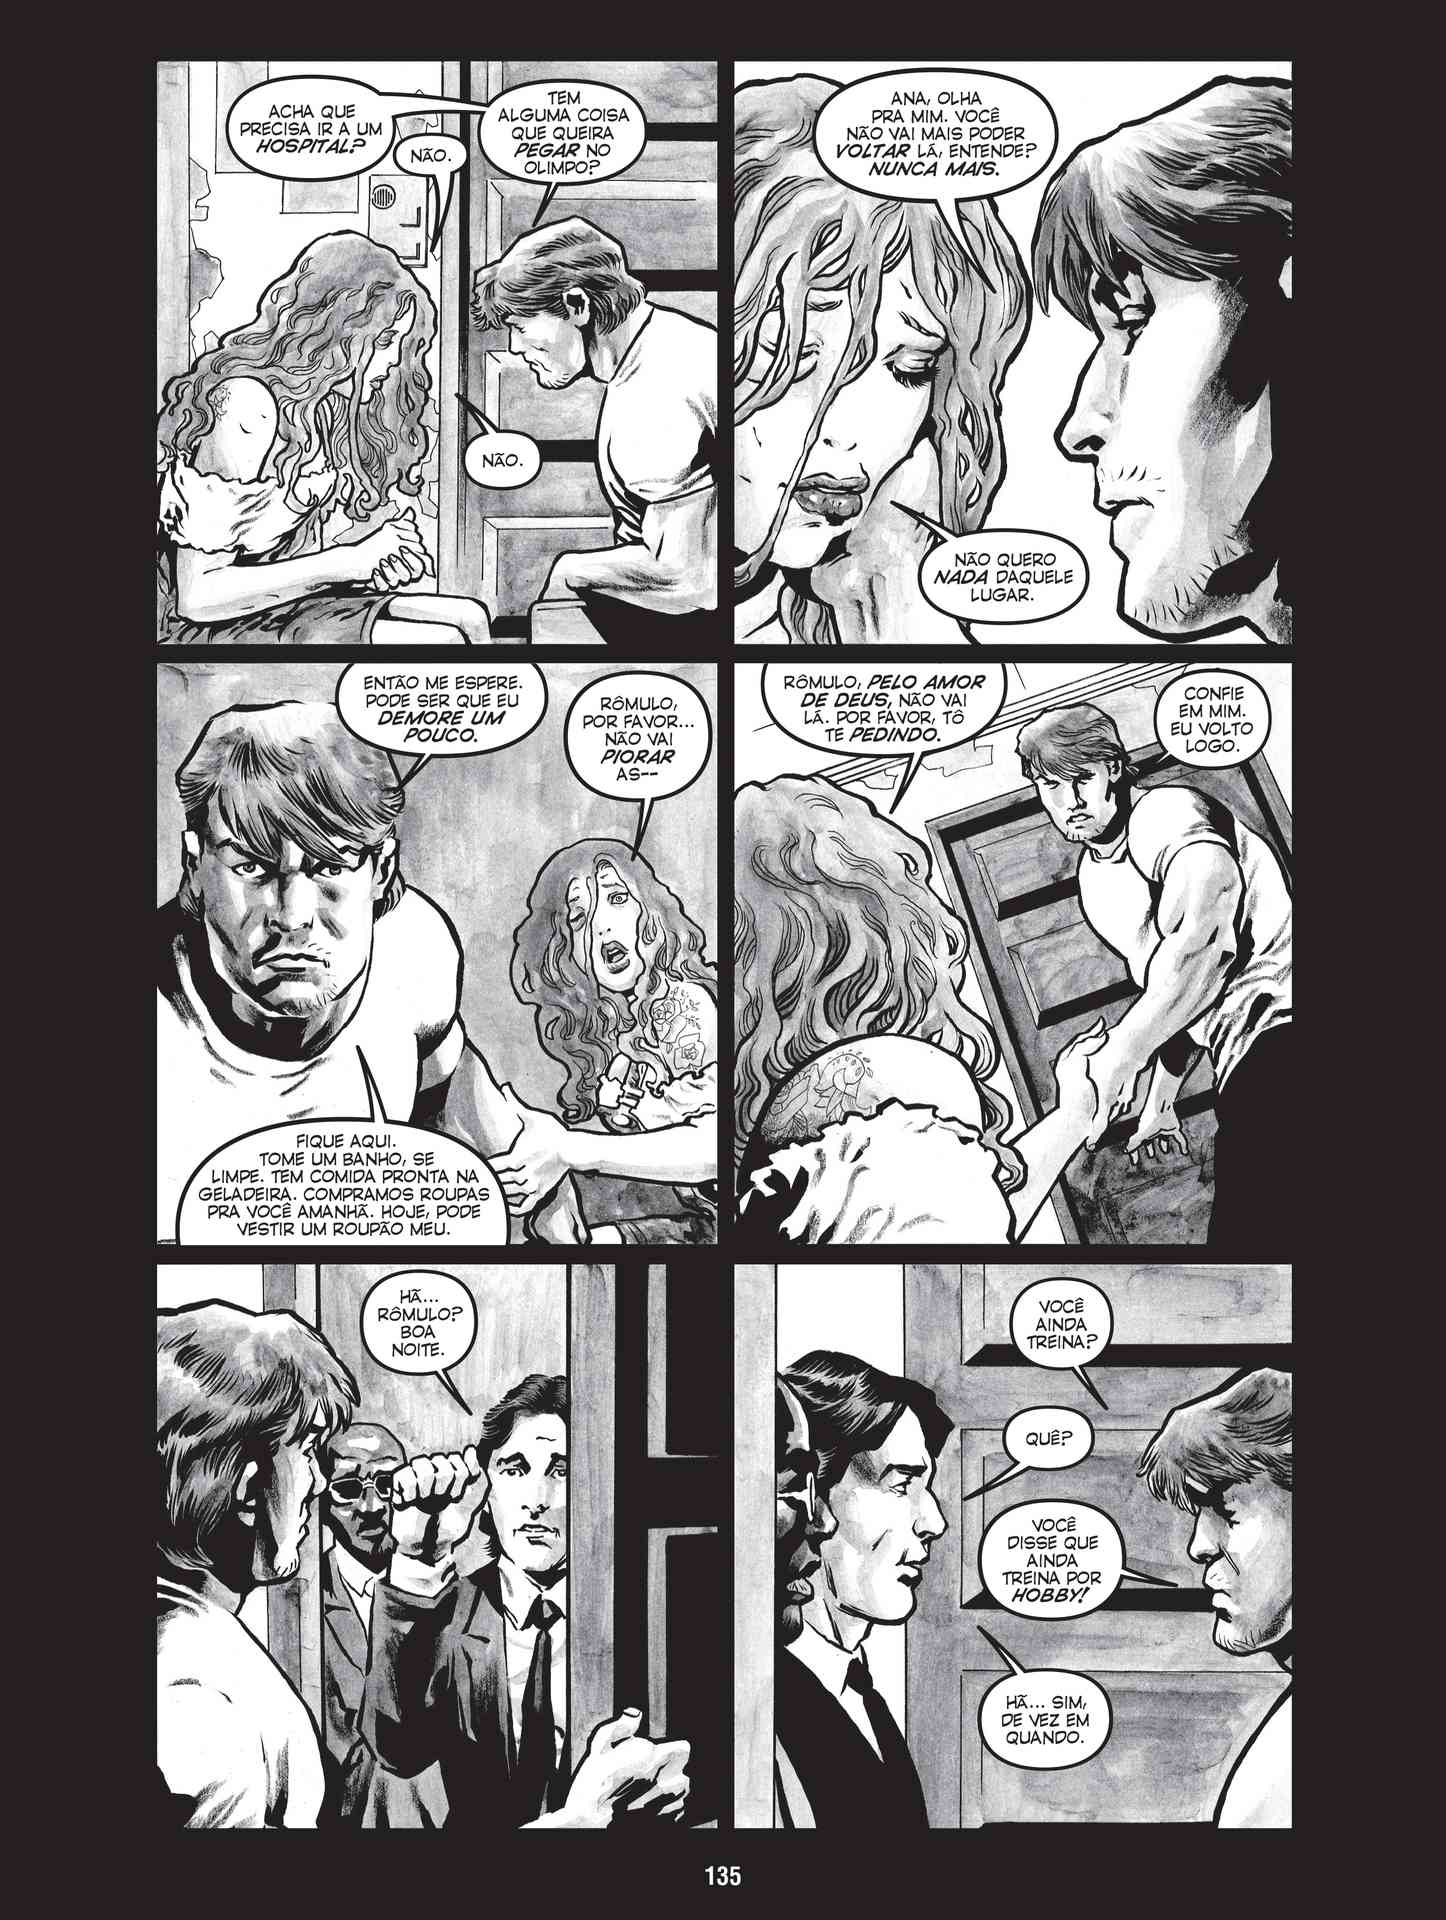 ACHA QUE
PRECISA IR A UM
HOSPITAL?
NÃO.
TEM
ALGUMA COISA
QUE QUEIRA
PEGAR NO
OLIMPO?
NÃO.
ANA, OLHA
PRA MIM. VOCÊ
NÃO VAI MAIS PODER
VOLTAR LÁ, ENTENDE?
NUNCA MAIS.
NÃO QUERO
NADA DAQUELE
LUGAR.
ENTÃO ME ESPERE.
PODE SER QUE EU
DEMORE UM
POUCO.
RÔMULO,
POR FAVOR...
NÃO VAI
PIORAR
AS--
FIQUE AQUI.
TOME UM BANHO, SE
LIMPE. TEM COMIDA PRONTA NA
GELADEIRA. COMPRAMOS ROUPAS
PRA VOCÊ AMANHÃ. HOJE, PODE
VESTIR UM ROUPÃO MEU.
RÔMULO, PELO AMOR
DE DEUS, NÃO VAI
LÁ. POR FAVOR, TÔ
TE PEDINDO.
CONFIE
EM MIM.
EU VOLTO
LOGO.
HÃ...
RÔMULO?
BOA
NOITE.
VOCÊ
AINDA
TREINA?
QUÊ?
VOCÊ
DISSE QUE
AINDA
TREINA POR
HOBBY!
HÃ... SIM,
DE VEZ EM
QUANDO.
135